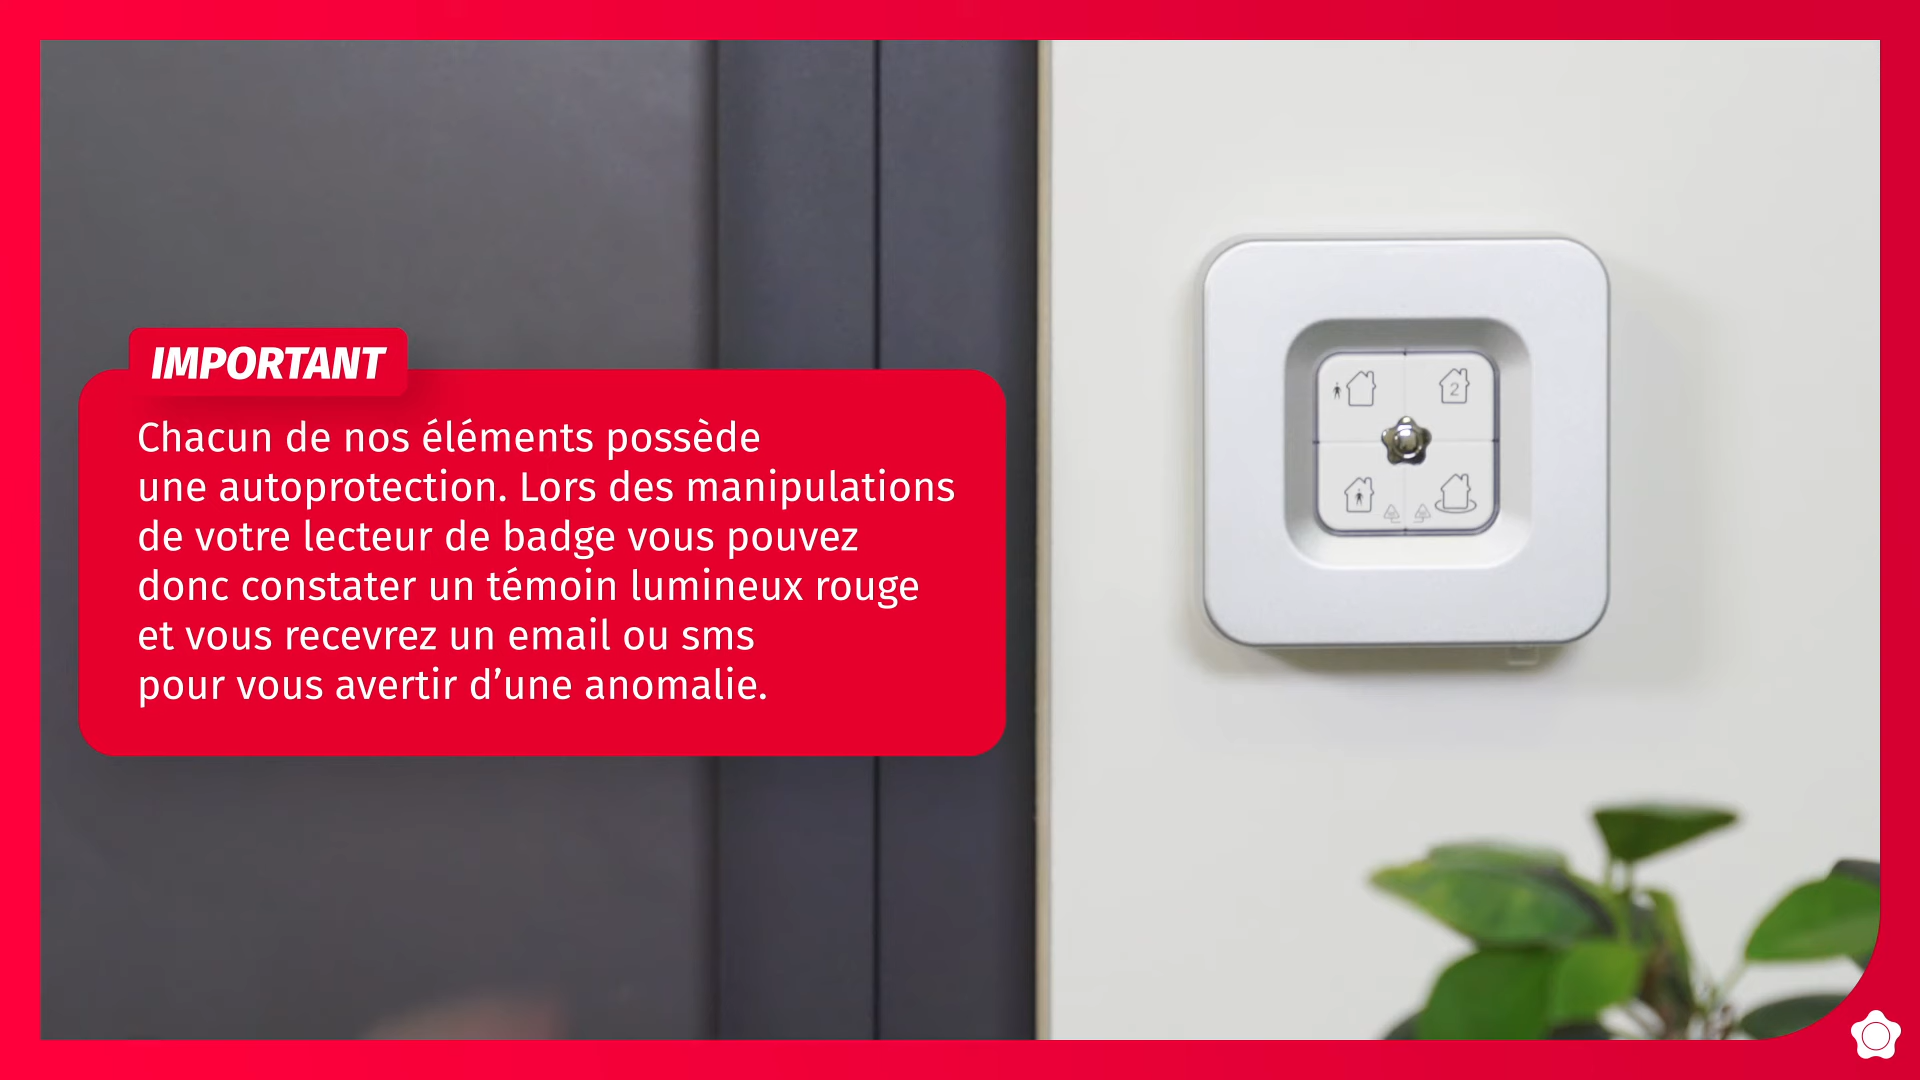 IMPORTANT
Chacun de nos éléments possède
une autoprotection. Lors des manipulations
de votre lecteur de badge vous pouvez
donc constater un témoin lumineux rouge
et vous recevrez un email ou sms
pour vous avertir d’une anomalie.
2